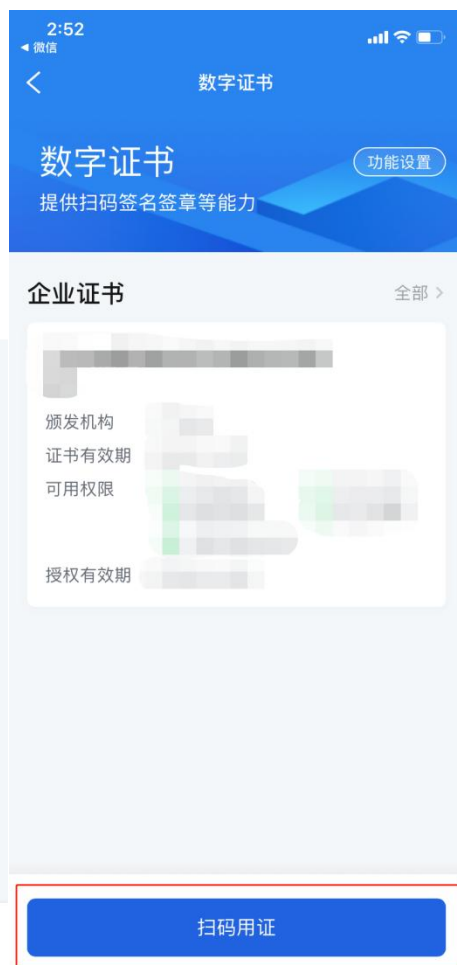 2:52
微信
数字证书
数字证书
功能设置
提供扫码签名签章等能力
企业证书
全部
颁发机构
证书有效期
可用权限
授权有效期
扫码用证